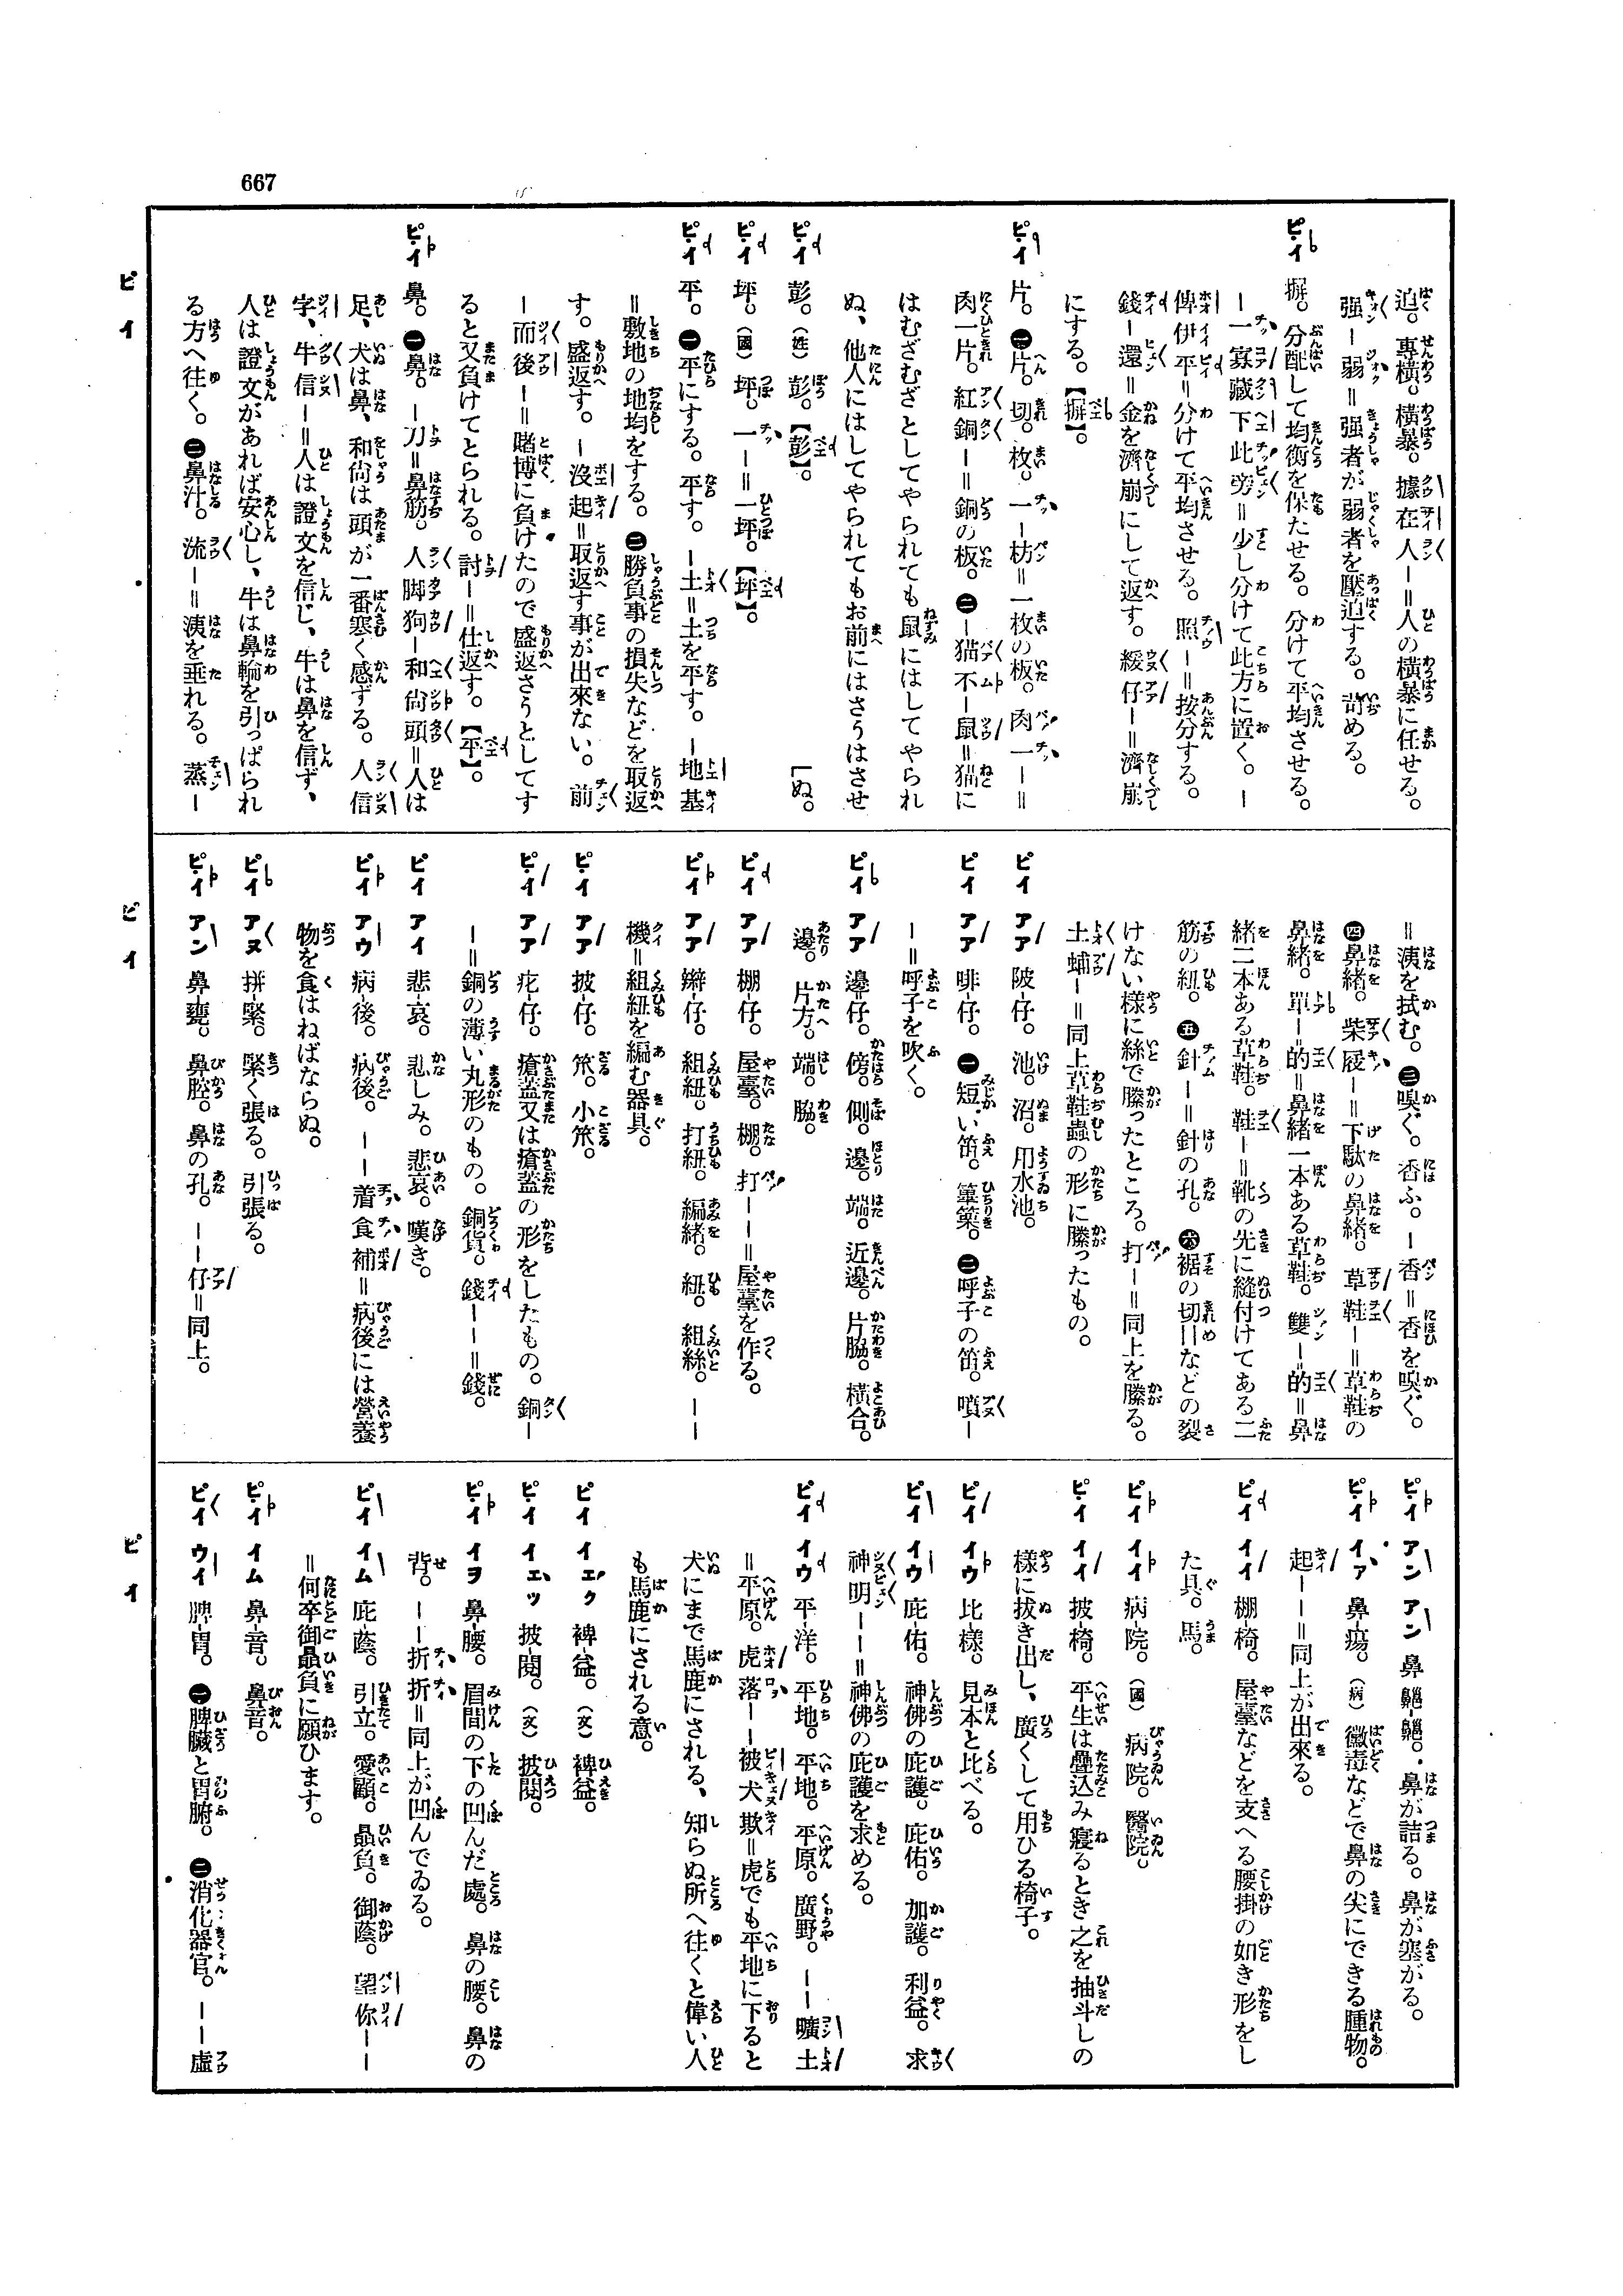 667
迫。專橫。橫暴。據在人ー＝人の橫暴に任せる。
强ー弱＝强者が弱者を壓迫する。苛める。
ピイ 摒。分配して均衡を保たせる。分けて平均させる。ー
ー一寡藏下此旁＝少し分けて此方に置く。ー
俾伊平＝分けて平均させる。照ー＝按分する。
錢ー還＝金を濟崩にして返す。緩仔ー＝濟崩
にする。【摒】。
ピイ 片。㊀片。切。枚。一ー枋＝一枚の板。肉一ー＝
肉一片。紅銅ー＝銅の板。㊁ー猫不ー鼠＝猫に
はむざむざとしてやられても鼠にはしてやられ
ぬ、他人にはしてやられてもお前にはさうはさせ
「ぬ。
ピイ 彭。（姓）彭。【彭】。
ピイ 坪。（國）坪。一ー＝一坪。【坪】。
ピイ 平。㊀平にする。平す。ー土＝土を平す。ー地基
＝敷地の地均をする。㊁勝負事の損失などを取返
す。盛返す。ー沒起＝取返す事が出來ない。前
ー而後ー＝賭博に負けたので盛返さうとしてす
ると又負けてとられる。討ー＝仕返す。【平】。
ピイ 鼻。㊀鼻。ー刀＝鼻筋。人脚狗ー和尙頭＝人は
足、犬は鼻、和尙は頭が一番寒く感ずる。人信
字、牛信ー＝人は證文を信じ、牛は鼻を信ず、
人は證文があれば安心し、牛は鼻輪を引っぱられ
る方へ往く。㊁鼻汁。流ー＝洟を垂れる。蒸ー
ピイ
＝洟を拭む。㊂嗅ぐ。香ふ。ー香＝香を嗅ぐ。
㊃鼻緒。柴屐ー＝下駄の鼻緒。草鞋ー＝草鞋の
鼻緒。單ー的＝鼻緒一本ある草鞋。雙ー的＝鼻
緒二本ある草鞋。鞋ー＝靴の先に縫付けてある二
筋の紐。㊄針ー＝針の孔。㊅裾の切目などの裂
けない樣に絲で縢ったところ。打ー＝同上を縢る。
土蛹ー＝同上草鞋蟲の形に縢ったもの。
ピイ アア 陂仔。池。沼。用水池。
ピイ アア 啡仔。㊀短い笛。篳篥。㊁呼子の笛。噴ー
ー＝呼子を吹く。
ピイ アア 邊仔。傍。側。邊。端。近邊。片脇。橫合。
邊。片方。端。脇。
ピイ アア 棚仔。屋臺。棚。打ーー＝屋臺を作る。
ピイ アア 辮仔。組紐。打紐。編緒。紐。組絲。ーー
機＝組紐を編む器具。
ピイ アア 披仔。笊。小笊。
ピイ アア 疕仔。瘡蓋又は瘡蓋の形をしたもの。銅ー
ー＝銅の薄い丸形のもの。銅貨。錢ーー＝錢。
ピイ アイ 悲哀。悲しみ。悲哀。嘆き。
ピイ アウ 病後。病後。ーー着食補＝病後には營養
物を食はねばならぬ。
ピイ アヌ 拼緊。緊く張る。引張る。
ピイ アン 鼻甕。鼻腔。鼻の孔。ーー仔＝同上。
ピイ
ピイ アン アン 鼻齆齆。鼻が詰る。鼻が塞がる。
ピイ イァ 鼻瘍。（病）黴毒などで鼻の尖にできる腫物。
起ーー＝同上が出來る。
ピイ イイ 棚椅。屋臺などを支へる腰掛の如き形をし
た具。馬。
ピイ イイ 病院。（國）病院。醫院。
ピイ イイ 披椅。平生は疊込み寢るとき之を抽斗しの
樣に拔き出し、廣くして用ひる椅子。
ピイ イウ 比樣。見本と比べる。
ピイ イウ 庇佑。神佛の庇護。庇佑。加護。利益。求
神明ーー＝神佛の庇護を求める。
ピイ イウ 平洋。平地。平地。平原。廣野。ーー曠土
＝平原。虎落ーー被犬欺＝虎でも平地に下ると
犬にまで馬鹿にされる、知らぬ所へ往くと偉い人
も馬鹿にされる意。
ピイ イェク 裨益。（文）裨益。
ピイ イェッ 披閱。（文）披閱。
ピイ イヲ 鼻腰。眉間の下の凹んだ處。鼻の腰。鼻の
背。ーー折折＝同上が凹んでゐる。
ピイ イム 庇蔭。引立。愛顧。贔負。御蔭。望你ーー
＝何卒御贔負に願ひます。
ピイ イム 鼻音。鼻音。
ピイ ウイ 脾胃。㊀脾臟と胃腑。㊁消化器官。ーー虛
ピイ